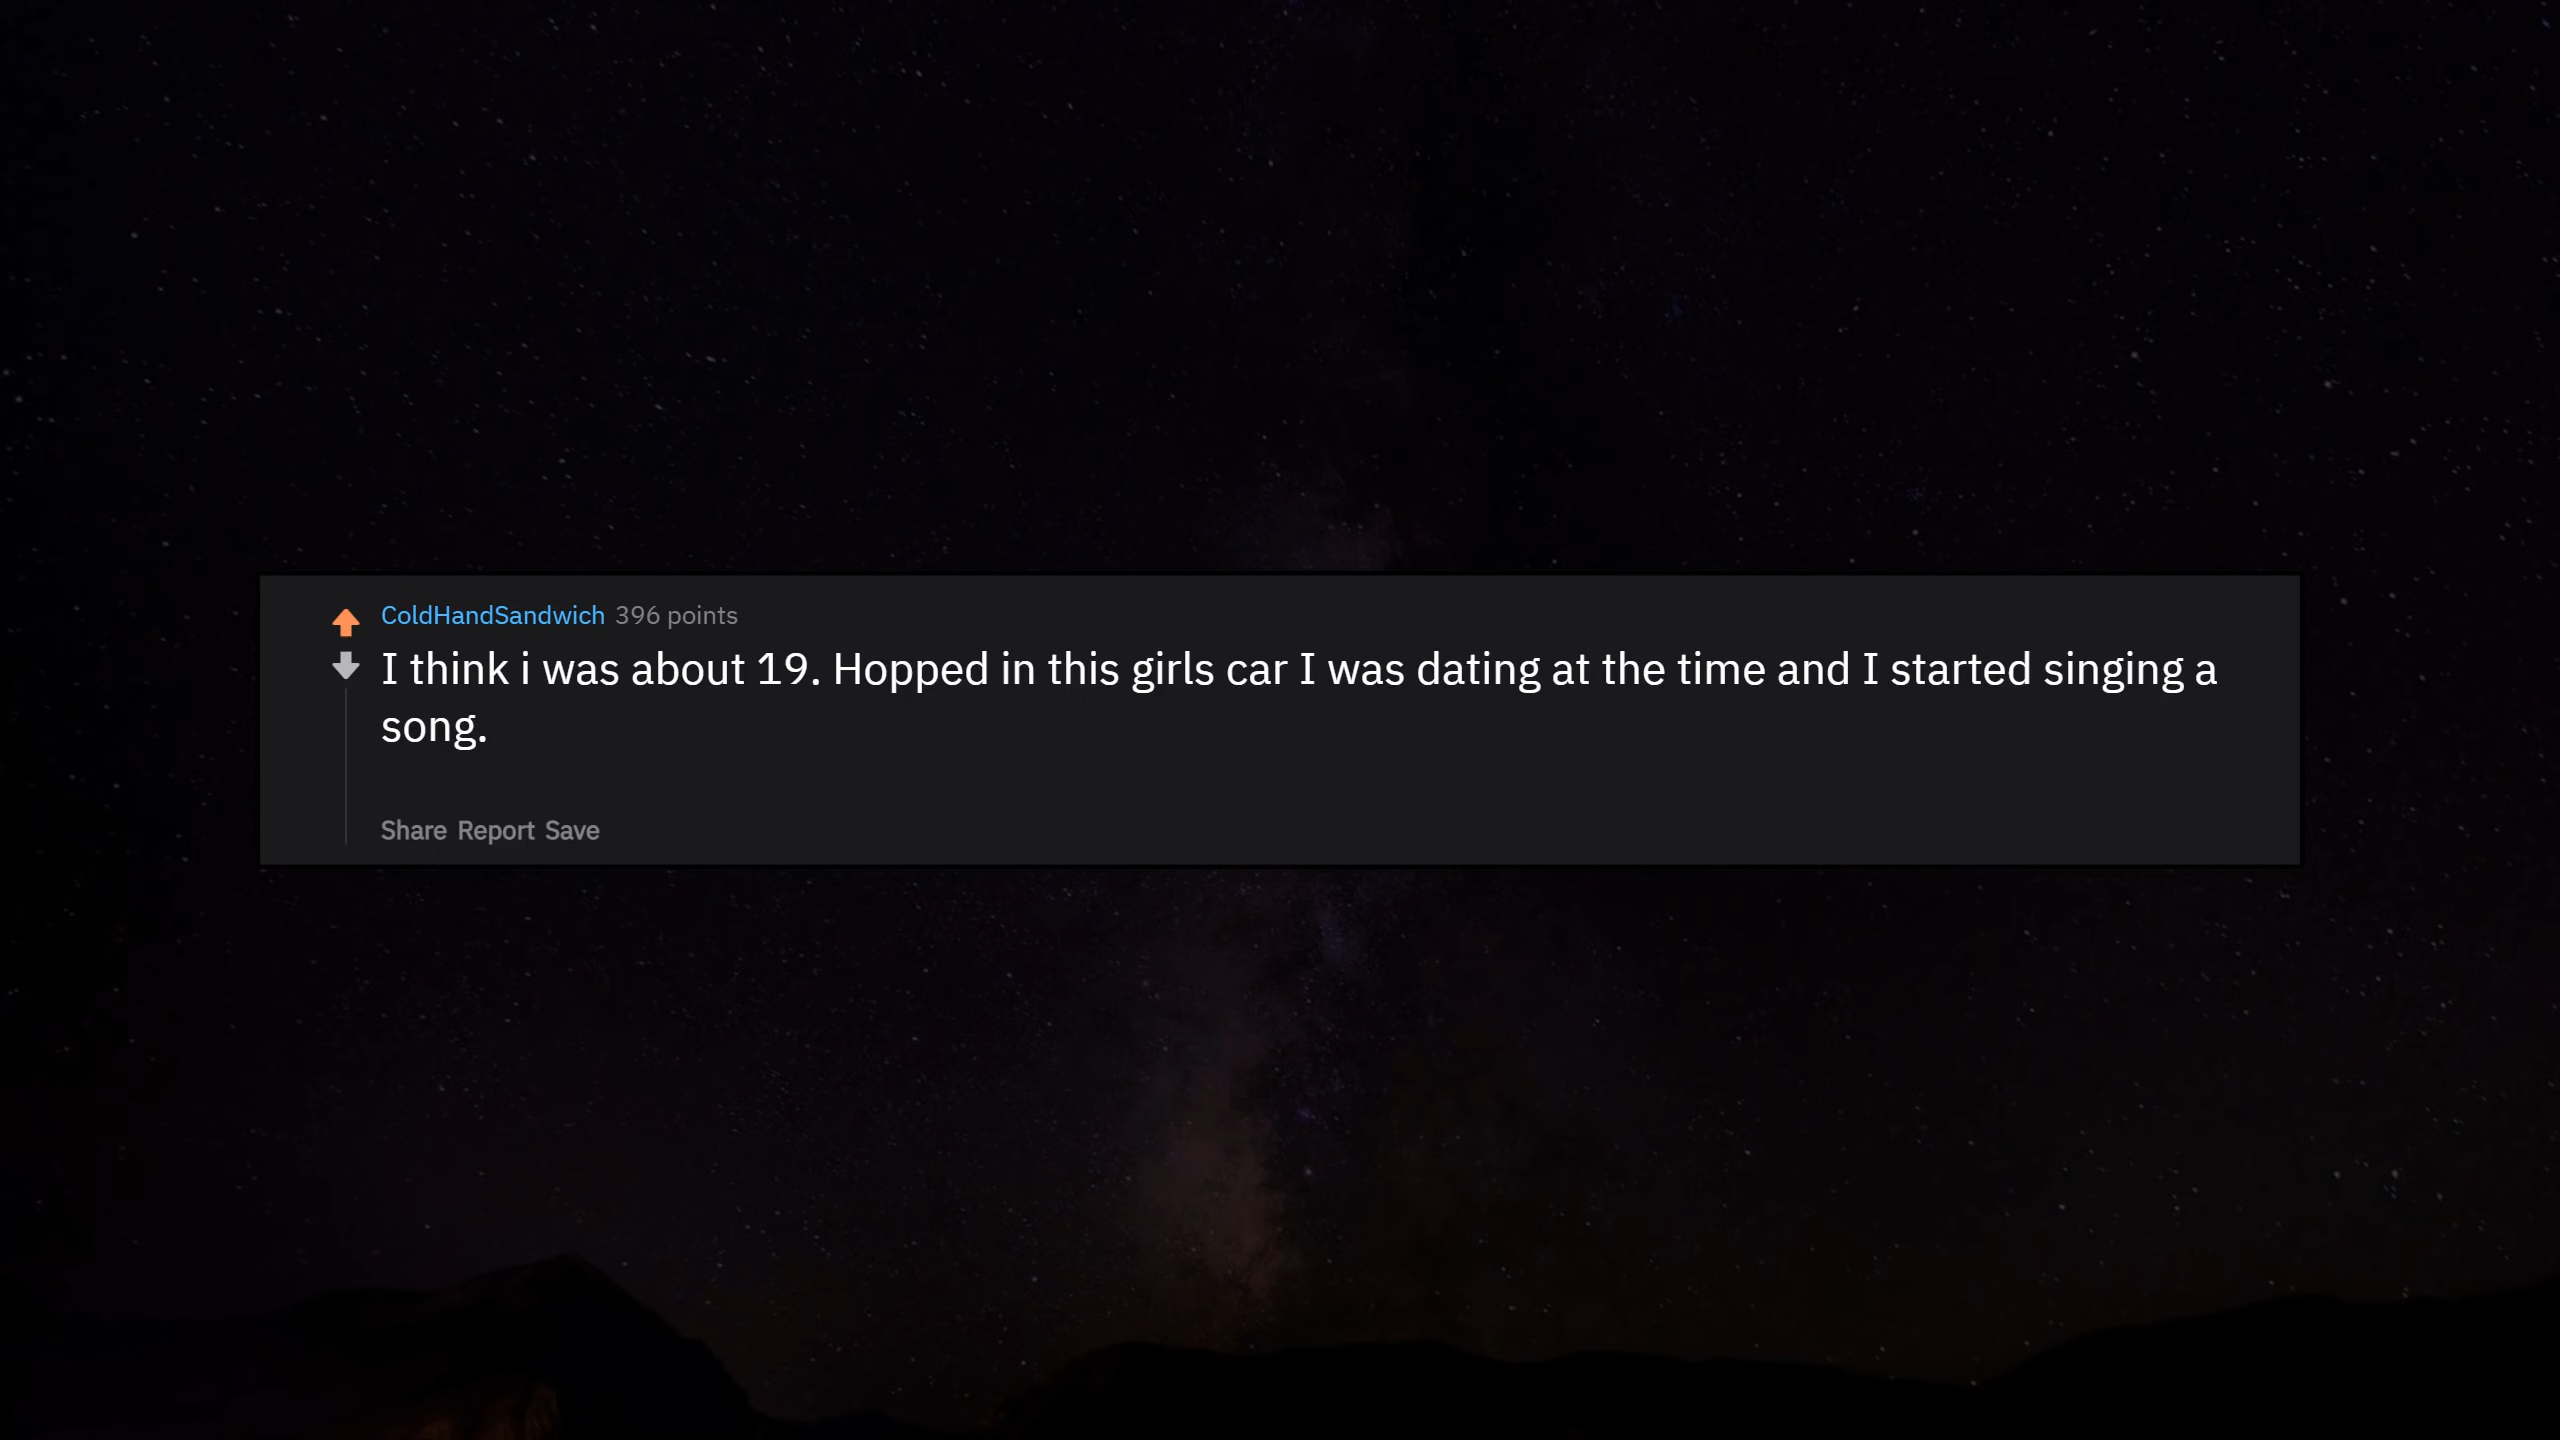 ColdHandSandwich 396 points
I think i was about 19. Hopped in this girls car I was dating at the time and I started singing a
song.
Share Report Save